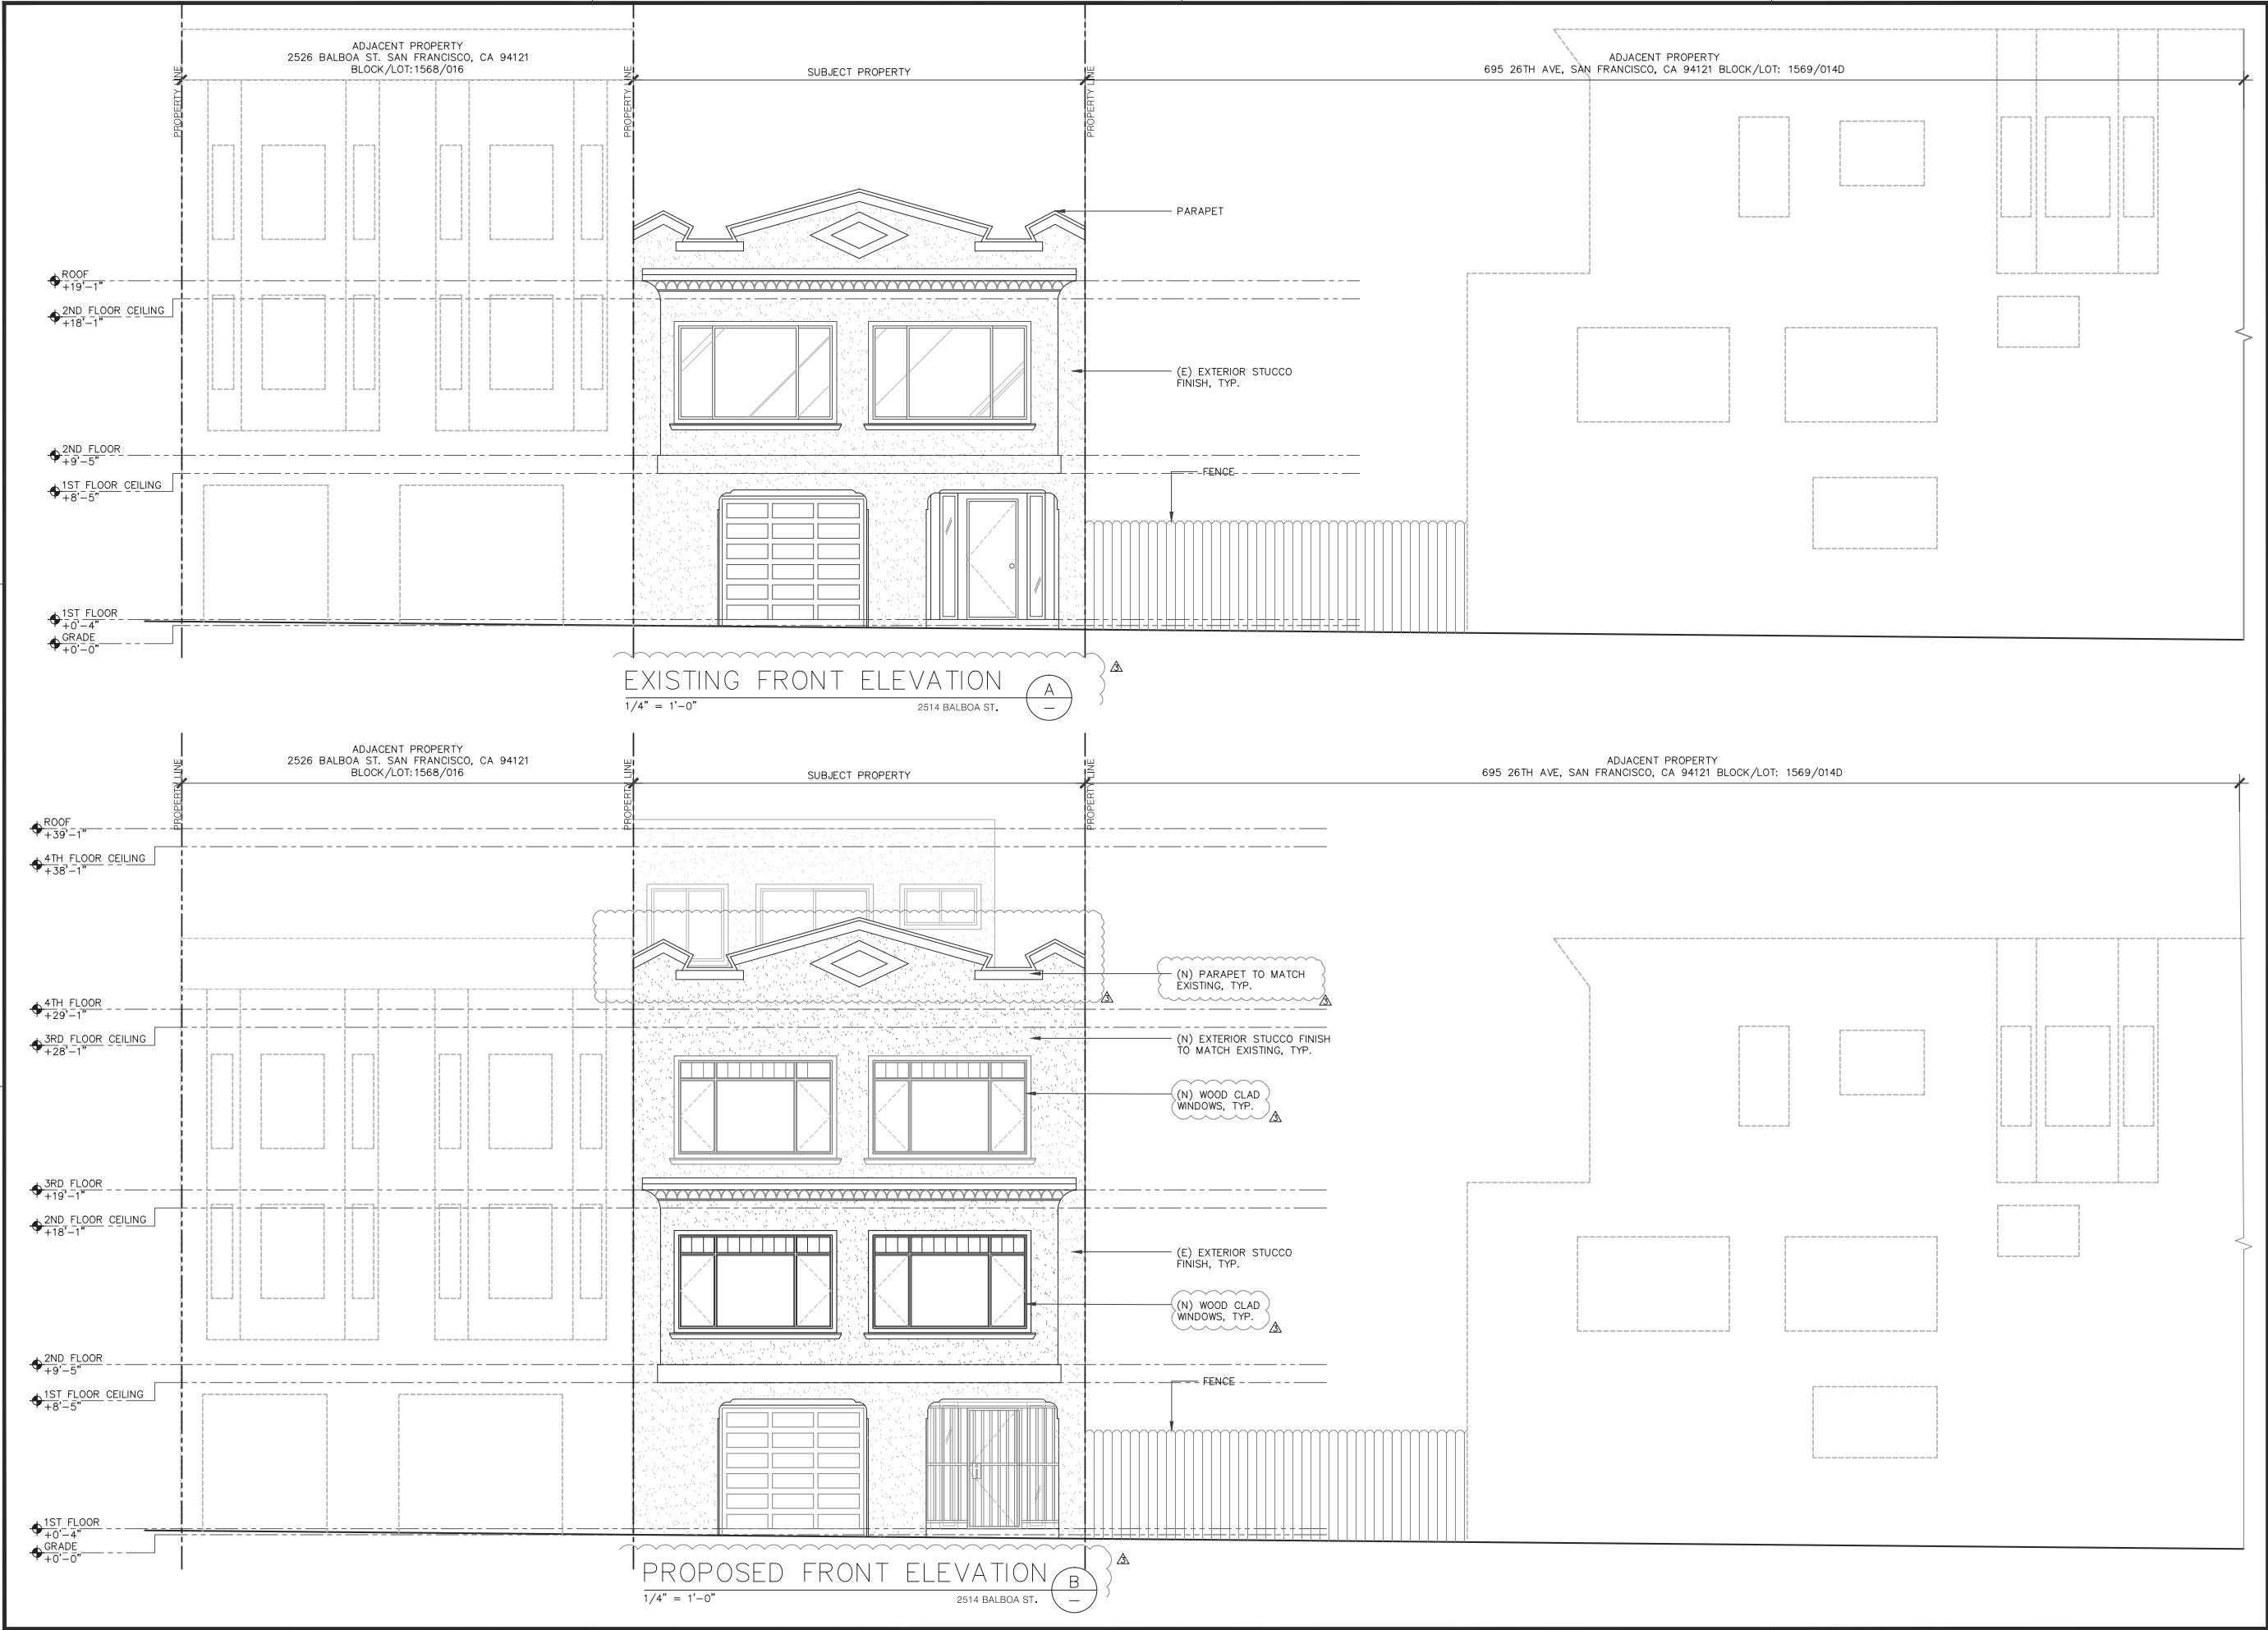 ADJACENT PROPERTY
2526 BALBOA ST. SAN FRANCISCO, CA 94121
BLOCK/LOT:1568/016
SUBJECT PROPERTY
ADJACENT PROPERTY
695 26TH AVE, SAN FRANCISCO, CA 94121 BLOCK/LOT: 1569/014D
PROPERTY LINE
PROPERTY LINE
PROPERTY LINE
PARAPET
ROOF
+19'-1"
2ND FLOOR CEILING
+18'-1"
(E) EXTERIOR STUCCO
FINISH, TYP.
2ND FLOOR
+9'-5"
FENCE
1ST FLOOR CEILING
+8'-5"
1ST FLOOR
+0'-4"
GRADE
+0'-0"
3
EXISTING FRONT ELEVATION
A
1/4" = 1'-0"
2514 BALBOA ST.
–
ADJACENT PROPERTY
2526 BALBOA ST. SAN FRANCISCO, CA 94121
BLOCK/LOT:1568/016
SUBJECT PROPERTY
ADJACENT PROPERTY
695 26TH AVE, SAN FRANCISCO, CA 94121 BLOCK/LOT: 1569/014D
PROPERTY LINE
PROPERTY LINE
PROPERTY LINE
ROOF
+39'-1"
4TH FLOOR CEILING
+38'-1"
(N) PARAPET TO MATCH
EXISTING, TYP.
3
3
4TH FLOOR
+29'-1"
3RD FLOOR CEILING
+28'-1"
(N) EXTERIOR STUCCO FINISH
TO MATCH EXISTING, TYP.
(N) WOOD CLAD
WINDOWS, TYP.
3
3RD FLOOR
+19'-1"
2ND FLOOR CEILING
+18'-1"
(E) EXTERIOR STUCCO
FINISH, TYP.
(N) WOOD CLAD
WINDOWS, TYP.
3
2ND FLOOR
+9'-5"
FENCE
1ST FLOOR CEILING
+8'-5"
1ST FLOOR
+0'-4"
GRADE
+0'-0"
3
PROPOSED FRONT ELEVATION
B
1/4" = 1'-0"
2514 BALBOA ST.
–